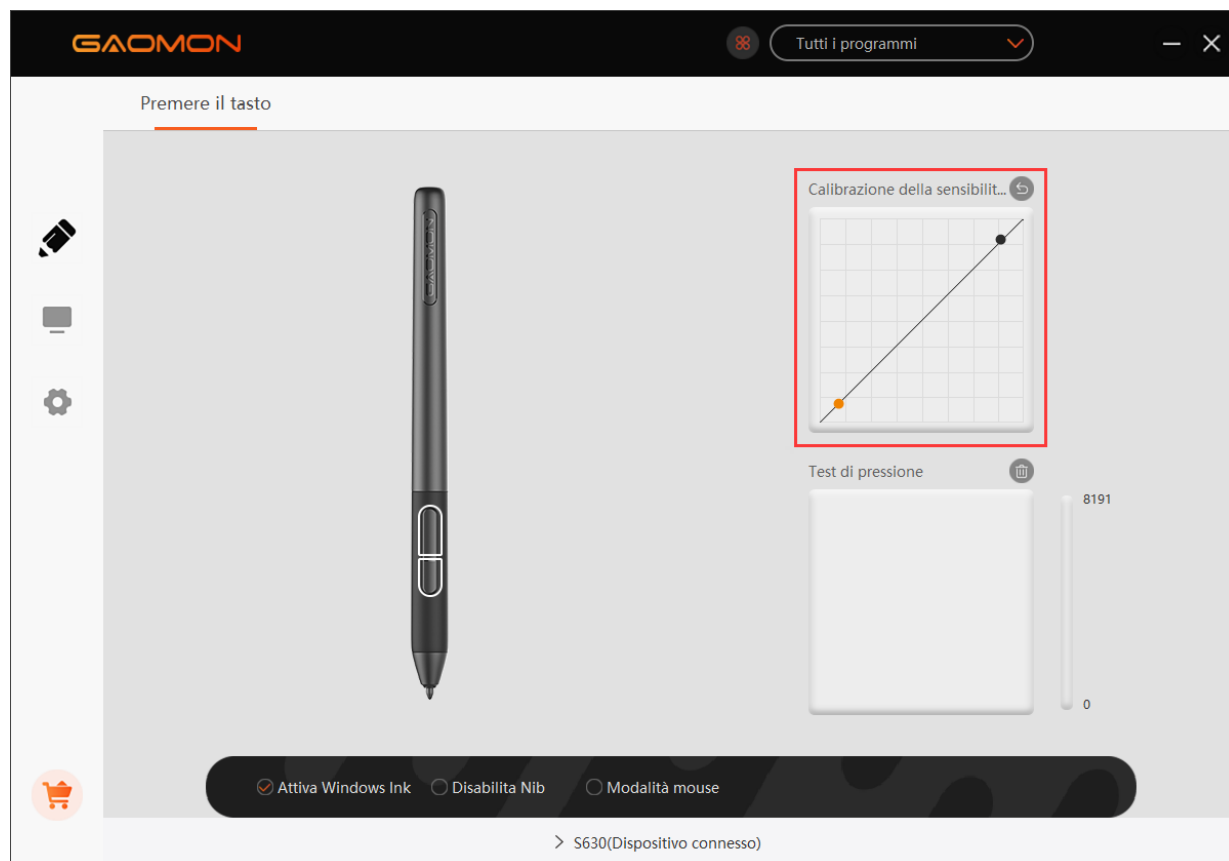 GAOMON
Tutti i programmi
Premere il tasto
Calibrazione della sensibilit...
GAOMON
Test di pressione
8191
0
Attiva Windows Ink
Disabilita Nib
Modalità mouse
S630(Dispositivo connesso)